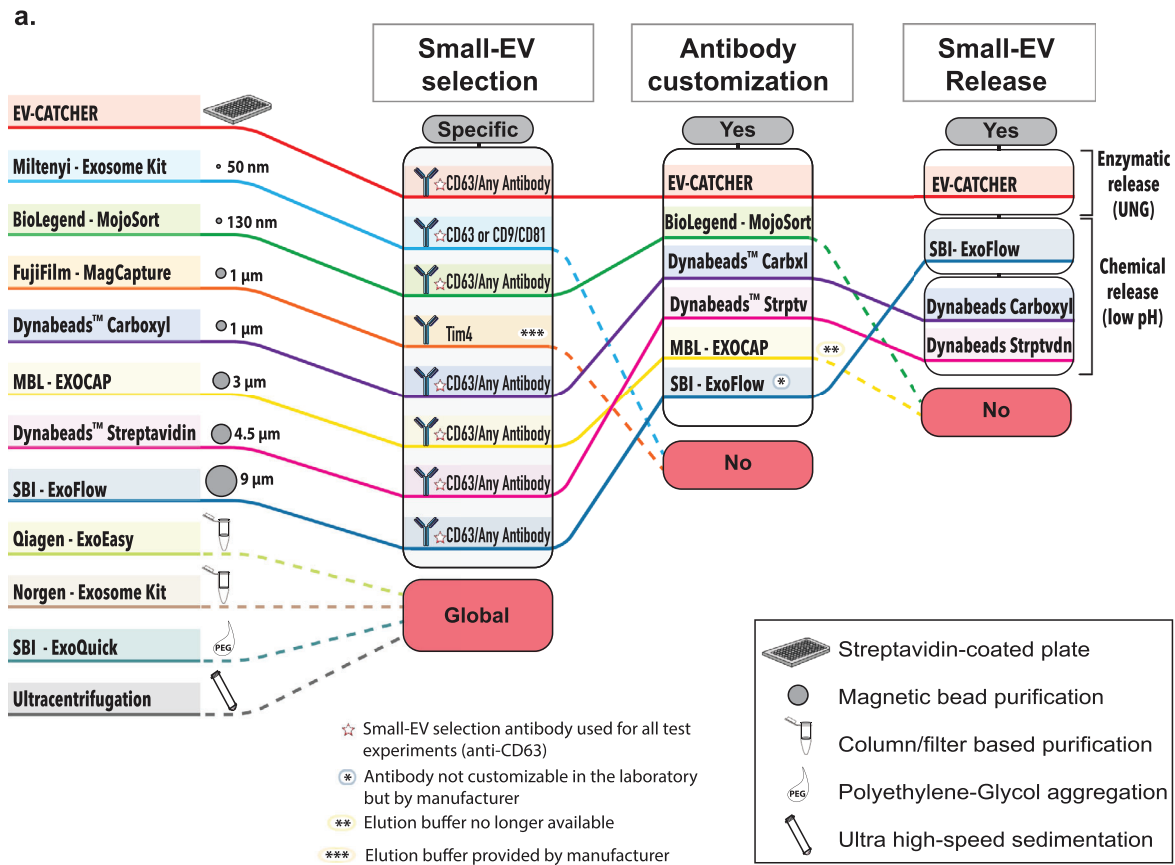 a.
Small-EV
selection
Antibody
customization
Small-EV
Release
EV-CATCHER
Miltenyi - Exosome Kit
50 nm
BioLegend - MojoSort
130 nm
FujiFilm - MagCapture
1 µm
Dynabeads™ Carboxyl
1 µm
MBL - EXOCAP
3 µm
Dynabeads™ Streptavidin
4.5 µm
SBI - ExoFlow
9 µm
Qiagen - ExoEasy
Norgen - Exosome Kit
SBI - ExoQuick
PEG
Ultracentrifugation
Specific
CD63/Any Antibody
CD63 or CD9/CD81
CD63/Any Antibody
Tim4 ***
CD63/Any Antibody
CD63/Any Antibody
CD63/Any Antibody
CD63/Any Antibody
Global
Yes
EV-CATCHER
BioLegend - MojoSort
Dynabeads™ Carbxl
Dynabeads™ Strptv
MBL - EXOCAP **
SBI - ExoFlow *
No
Yes
EV-CATCHER
SBI- ExoFlow
Dynabeads Carboxyl
Dynabeads Strptvdn
No
Enzymatic
release
(UNG)
Chemical
release
(low pH)
Small-EV selection antibody used for all test
experiments (anti-CD63)
* Antibody not customizable in the laboratory
but by manufacturer
** Elution buffer no longer available
*** Elution buffer provided by manufacturer
Streptavidin-coated plate
Magnetic bead purification
Column/filter based purification
PEG Polyethylene-Glycol aggregation
Ultra high-speed sedimentation